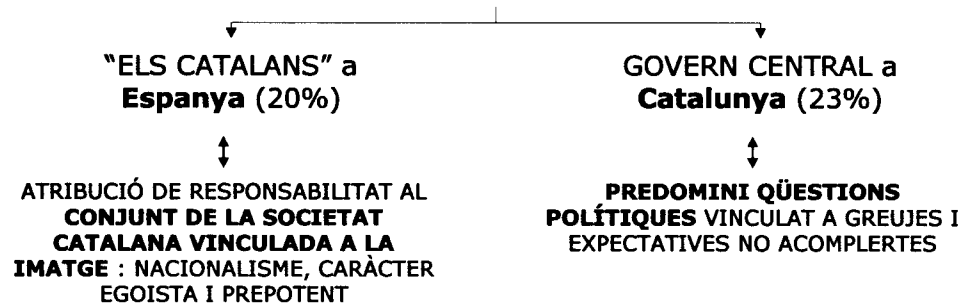 "ELS CATALANS" a
Espanya (20%)
ATRIBUCIÓ DE RESPONSABILITAT AL
CONJUNT DE LA SOCIETAT
CATALANA VINCULADA A LA
IMATGE : NACIONALISME, CARÀCTER
EGOISTA I PREPOTENT
GOVERN CENTRAL a
Catalunya (23%)
PREDOMINI QÜESTIONS
POLÍTIQUES VINCULAT A GREUJES I
EXPECTATIVES NO ACOMPLERTES